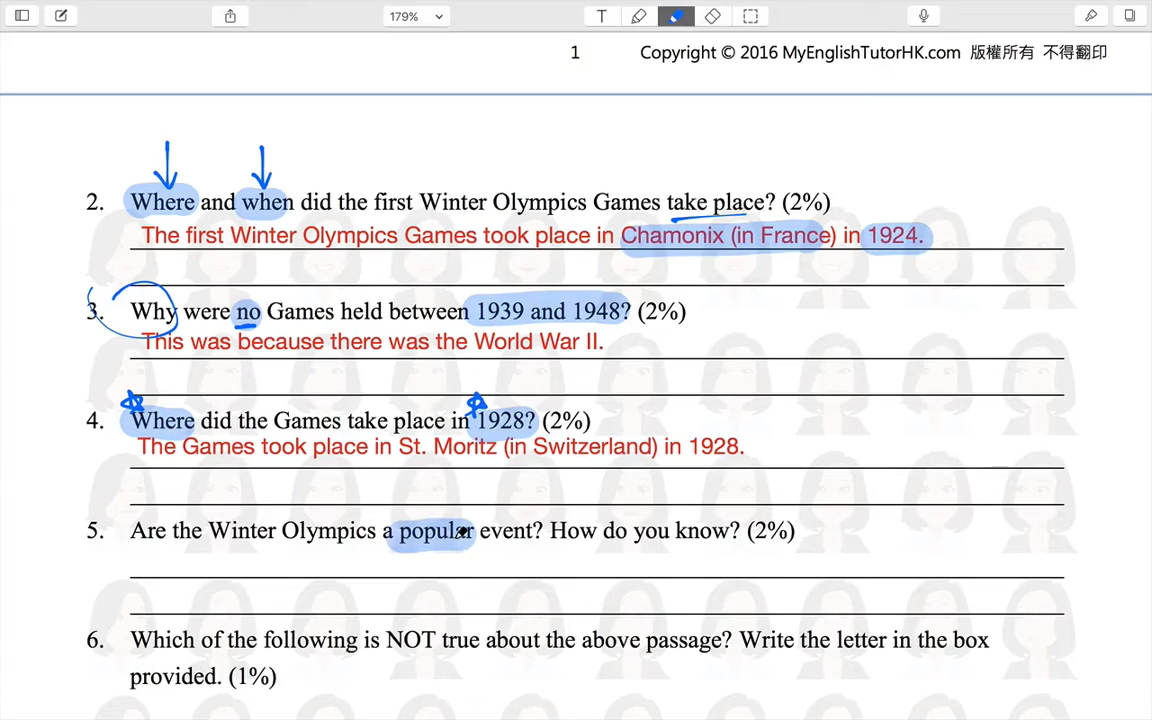 179%
T
1 Copyright © 2016 MyEnglishTutorHK.com 版權所有 不得翻印
2. Where and when did the first Winter Olympics Games take place? (2%)
The first Winter Olympics Games took place in Chamonix (in France) in 1924.
3. Why were no Games held between 1939 and 1948? (2%)
This was because there was the World War II.
4. Where did the Games take place in 1928? (2%)
The Games took place in St. Moritz (in Switzerland) in 1928.
5. Are the Winter Olympics a popular event? How do you know? (2%)
6. Which of the following is NOT true about the above passage? Write the letter in the box
provided. (1%)